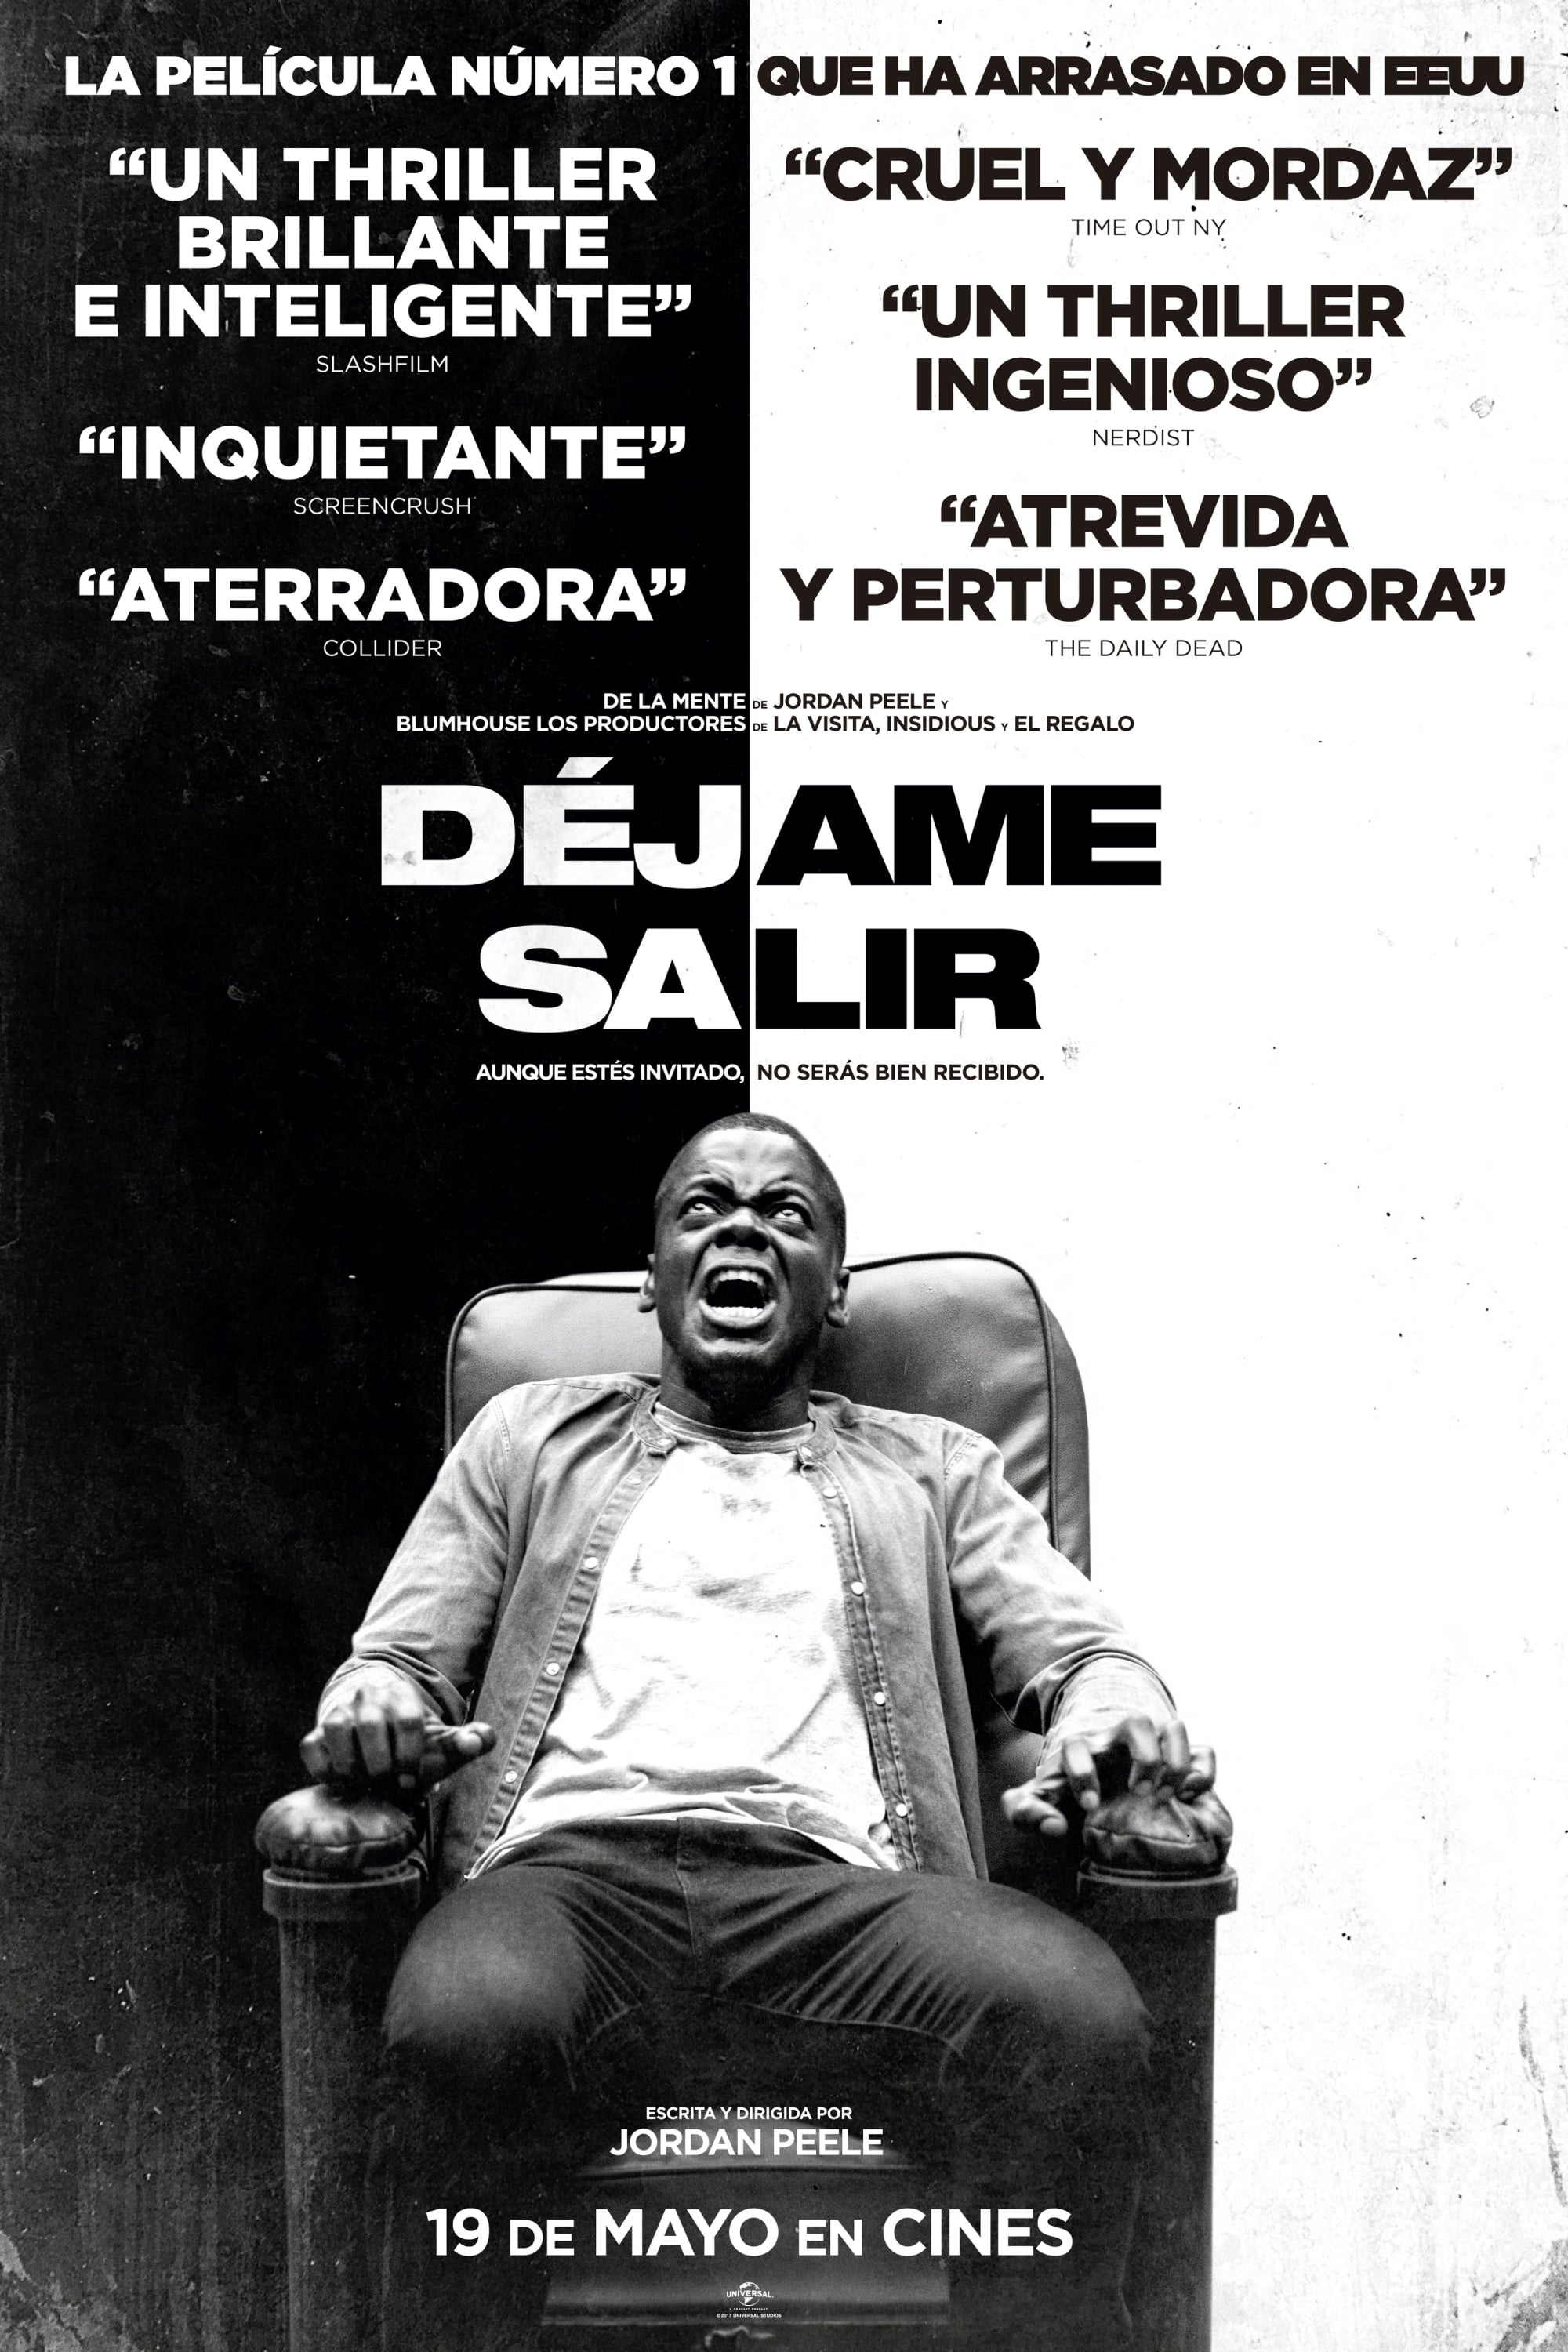 LA PELÍCULA NÚMERO 1 QUE HA ARRASADO EN EEUU
“UN THRILLER
BRILLANTE
E INTELIGENTE”
SLASHFILM
“INQUIETANTE”
SCREENCRUSH
“ATERRADORA”
COLLIDER
“CRUEL Y MORDAZ”
TIME OUT NY
“UN THRILLER
INGENIOSO”
NERDIST
“ATREVIDA
Y PERTURBADORA”
THE DAILY DEAD
DE LA MENTE DE JORDAN PEELE Y
BLUMHOUSE LOS PRODUCTORES DE LA VISITA, INSIDIOUS Y EL REGALO
DÉJAME
SALIR
AUNQUE ESTÉS INVITADO, NO SERÁS BIEN RECIBIDO.
ESCRITA Y DIRIGIDA POR
JORDAN PEELE
19 DE MAYO EN CINES
UNIVERSAL
©2017 UNIVERSAL STUDIOS